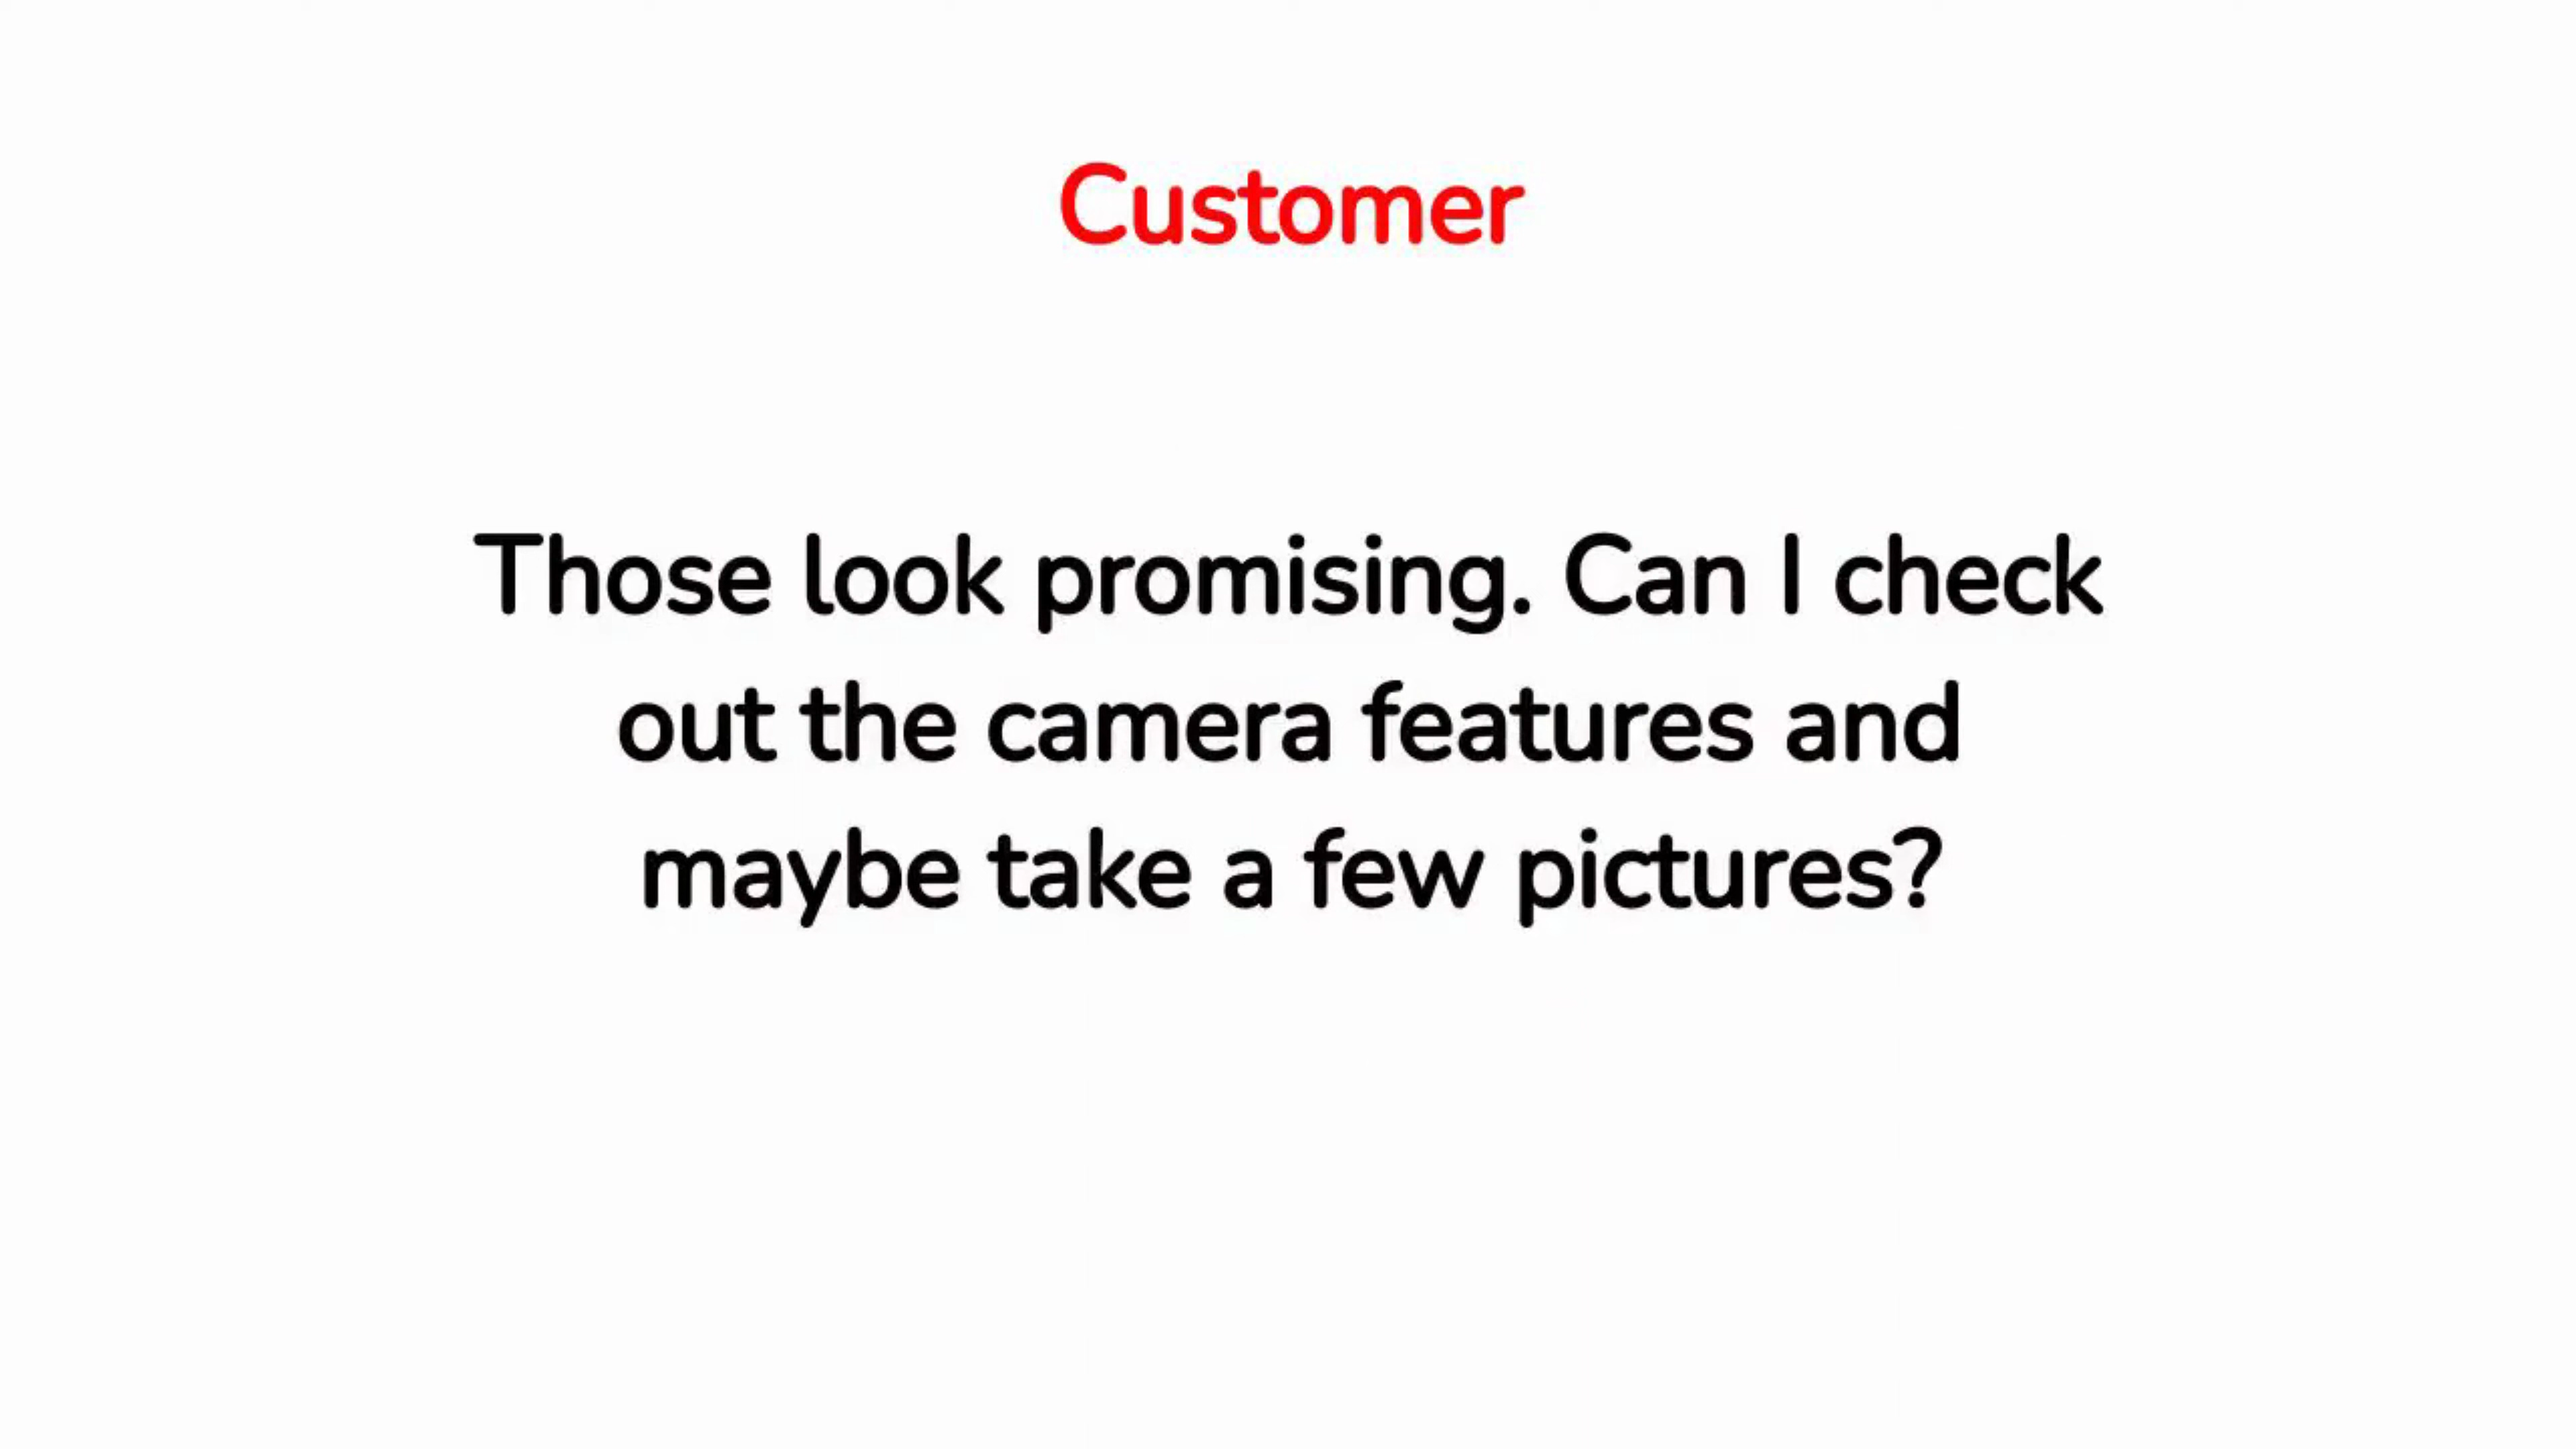 Customer
Those look promising. Can I check
out the camera features and
maybe take a few pictures?